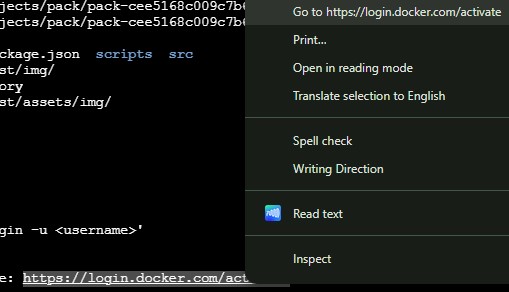 jects/pack/pack-cee5168c009c7b
jects/pack/pack-cee5168c009c7b
ckage.json scripts src
st/img/
ory
st/assets/img/
gin -u <username>'
e: https://login.docker.com/act
Go to https://login.docker.com/activate
Print...
Open in reading mode
Translate selection to English
Spell check
Writing Direction
Read text
Inspect